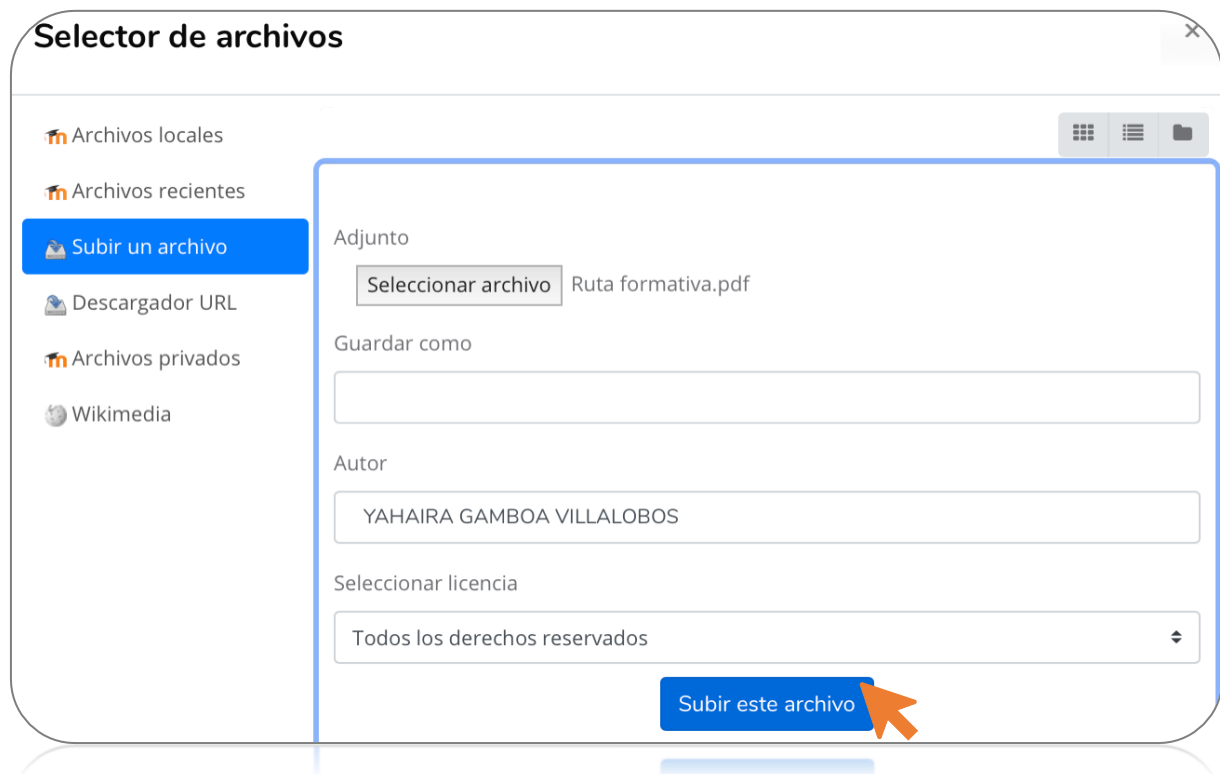 Selector de archivos
×
Archivos locales
Archivos recientes
Subir un archivo
Descargador URL
Archivos privados
Wikimedia
Adjunto
Seleccionar archivo Ruta formativa.pdf
Guardar como
Autor
YAHAIRA GAMBOA VILLALOBOS
Seleccionar licencia
Todos los derechos reservados
Subir este archivo